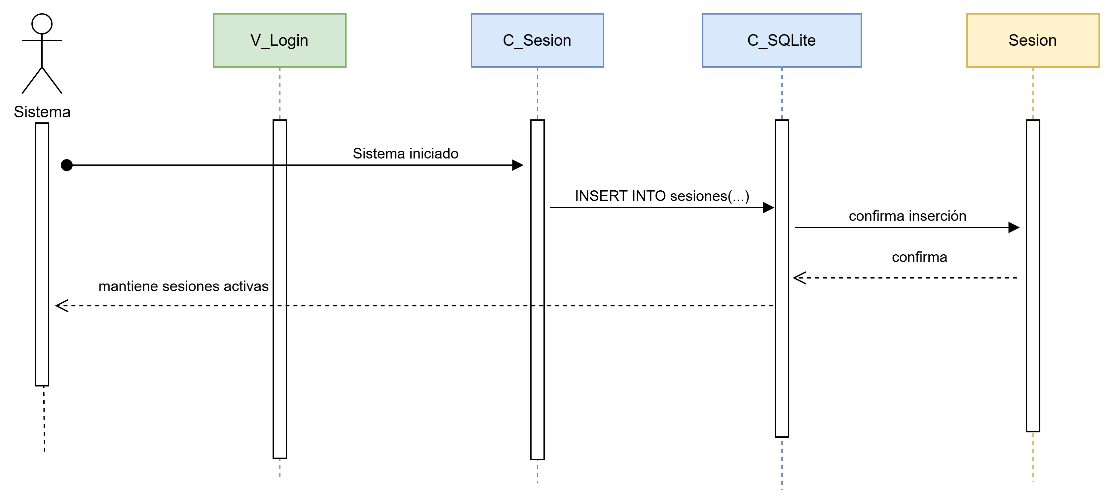 V_Login
C_Sesion
C_SQLite
Sesion
Sistema
Sistema iniciado
INSERT INTO sesiones(...)
confirma inserción
confirma
mantiene sesiones activas